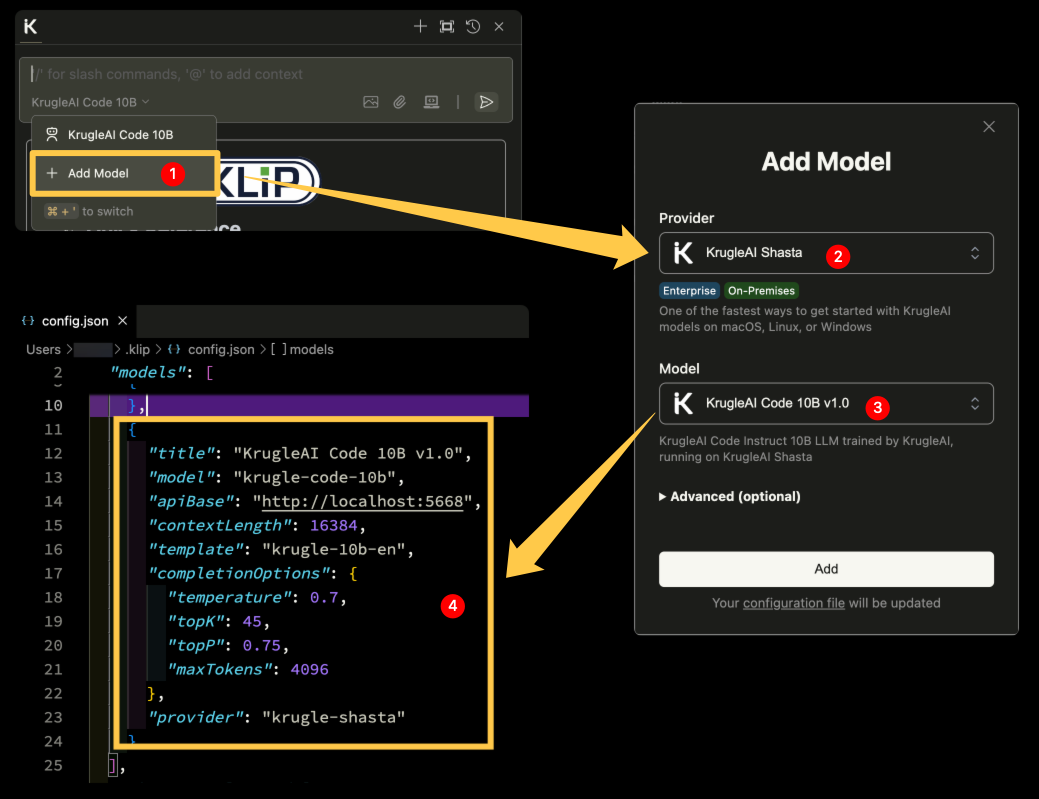 '/' for slash commands, '@' to add context
KrugleAI Code 10B
KrugleAI Code 10B
+ Add Model
1
⌘ + ' to switch
KLiP
Add Model
Provider
KrugleAI Shasta
2
Enterprise
On-Premises
One of the fastest ways to get started with KrugleAI
models on macOS, Linux, or Windows
Model
KrugleAI Code 10B v1.0
3
KrugleAI Code Instruct 10B LLM trained by KrugleAI,
running on KrugleAI Shasta
Advanced (optional)
Add
Your configuration file will be updated
{} config.json ×
Users > > .klip > {} config.json > [ ] models
2 "models": [
10 },
11 {
12 "title": "KrugleAI Code 10B v1.0",
13 "model": "krugle-code-10b",
14 "apiBase": "http://localhost:5668",
15 "contextLength": 16384,
16 "template": "krugle-10b-en",
17 "completionOptions": {
18 "temperature": 0.7,
19 "topK": 45,
20 "topP": 0.75,
21 "maxTokens": 4096
22 },
23 "provider": "krugle-shasta"
24 }
25 ],
4